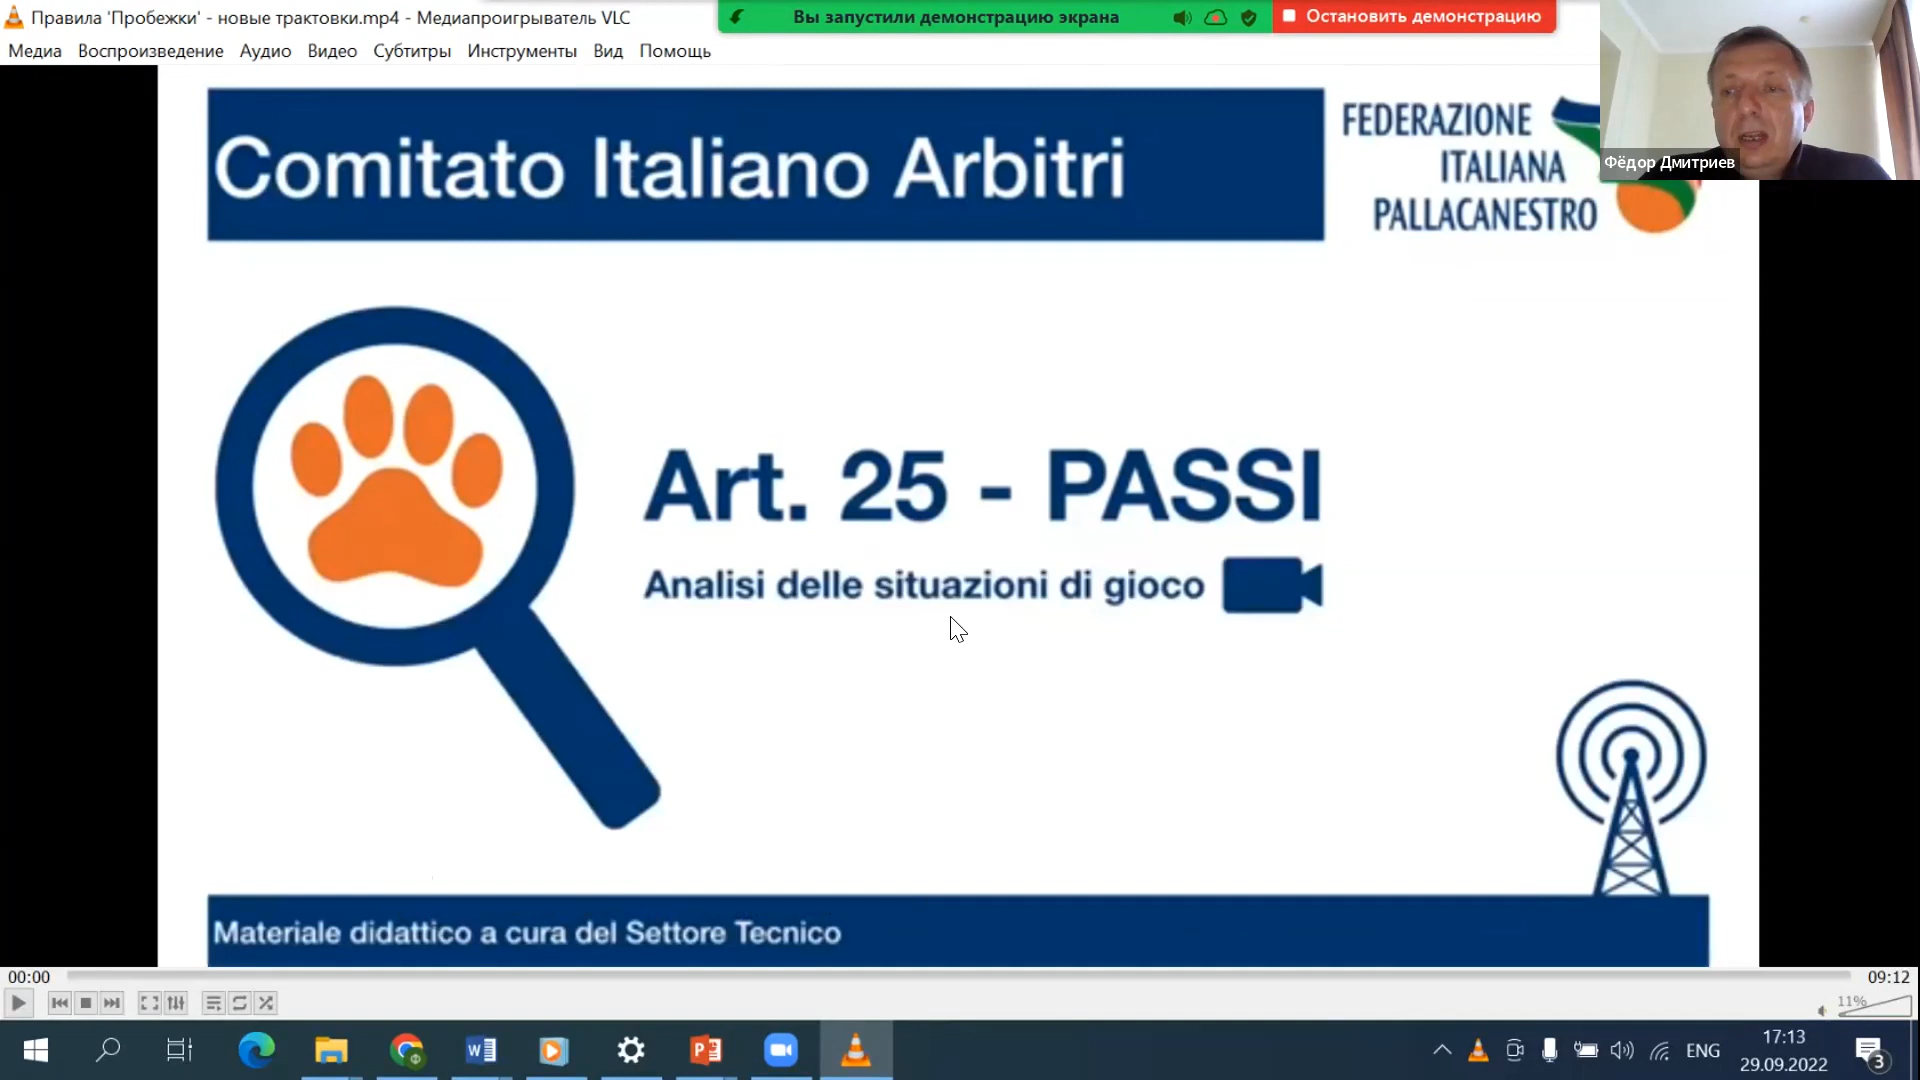 Правила 'Пробежки' - новые трактовки.mp4 - Медиапроигрыватель VLC
Вы запустили демонстрацию экрана
Остановить демонстрацию
Медиа Воспроизведение Аудио Видео Субтитры Инструменты Вид Помощь
Фёдор Дмитриев
Comitato Italiano Arbitri
FEDERAZIONE
ITALIANA
PALLACANESTRO
Art. 25 - PASSI
Analisi delle situazioni di gioco
Materiale didattico a cura del Settore Tecnico
00:00
09:12
11%
ENG
17:13
29.09.2022
3